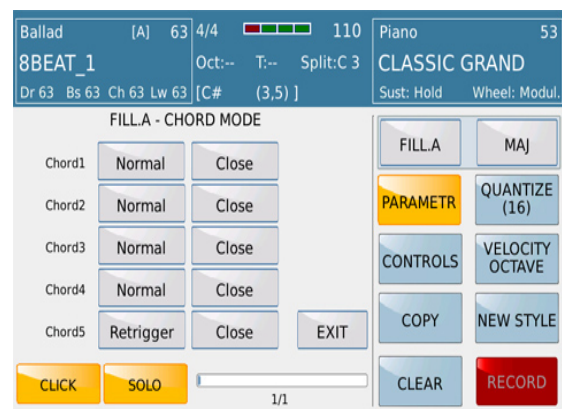 Ballad [A] 63 4/4 110 Piano 53
8BEAT_1 Oct:-- T:-- Split:C 3 CLASSIC GRAND
Dr 63 Bs 63 Ch 63 Lw 63 [C# (3,5) ] Sust: Hold Wheel: Modul.
FILL.A - CHORD MODE
FILL.A MAJ
Chord1 Normal Close
PARAMETR QUANTIZE (16)
Chord2 Normal Close
Chord3 Normal Close
CONTROLS VELOCITY OCTAVE
Chord4 Normal Close
Chord5 Retrigger Close EXIT
COPY NEW STYLE
CLICK SOLO 1/1
CLEAR RECORD